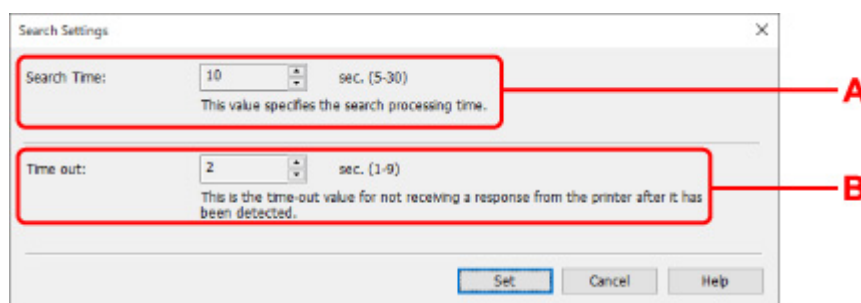 Search Settings
Search Time: 10 sec. (5-30)
This value specifies the search processing time.
A
Time out: 2 sec. (1-9)
This is the time-out value for not receiving a response from the printer after it has
been detected.
B
Set Cancel Help